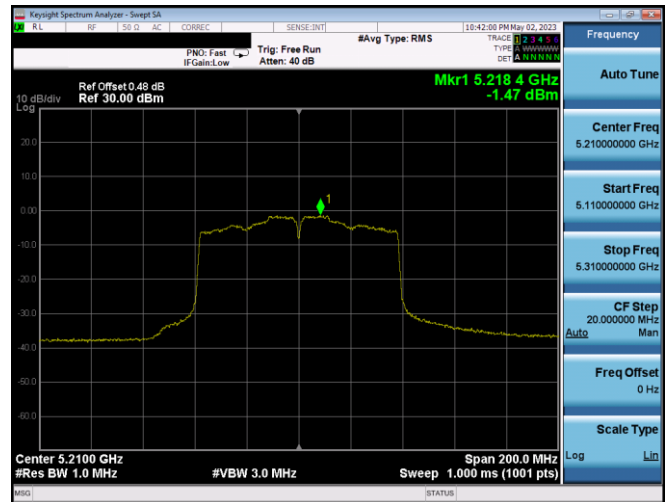 Keysight Spectrum Analyzer - Swept SA
RL RF 50 Ω AC CORREC SENSE:INT 10:42:00 PM May 02, 2023
#Avg Type: RMS TRACE 1 2 3 4 5 6
PNO: Fast Trig: Free Run TYPE A WWWWW
IFGain:Low Atten: 40 dB DET A N N N N N
Frequency
Auto Tune
Ref Offset 0.48 dB
10 dB/div Ref 30.00 dBm
Log
Mkr1 5.218 4 GHz
-1.47 dBm
20.0
10.0
0.00
-10.0
-20.0
-30.0
-40.0
-50.0
-60.0
1
Center Freq
5.210000000 GHz
Start Freq
5.110000000 GHz
Stop Freq
5.310000000 GHz
CF Step
20.000000 MHz
Auto Man
Freq Offset
0 Hz
Scale Type
Log Lin
Center 5.2100 GHz Span 200.0 MHz
#Res BW 1.0 MHz #VBW 3.0 MHz Sweep 1.000 ms (1001 pts)
MSG STATUS